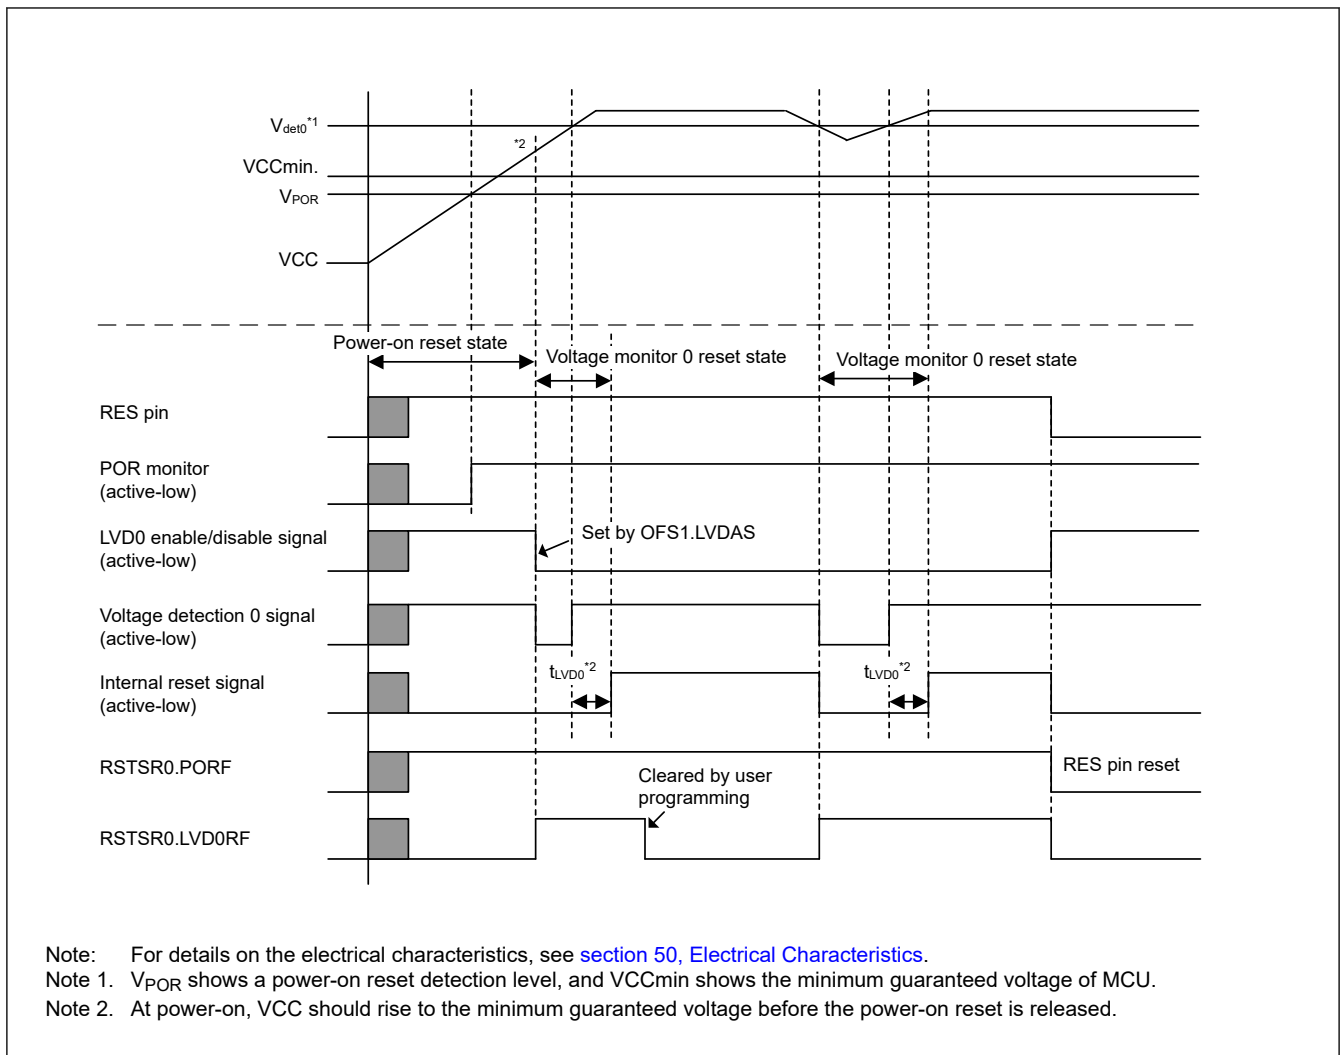 Vdet0*1
*2
VCCmin.
VPOR
VCC
Power-on reset state
Voltage monitor 0 reset state
Voltage monitor 0 reset state
RES pin
POR monitor
(active-low)
LVD0 enable/disable signal
(active-low)
Set by OFS1.LVDAS
Voltage detection 0 signal
(active-low)
tLVD0*2
tLVD0*2
Internal reset signal
(active-low)
RSTSR0.PORF
RES pin reset
Cleared by user
programming
RSTSR0.LVD0RF
Note: For details on the electrical characteristics, see section 50, Electrical Characteristics.
Note 1. VPOR shows a power-on reset detection level, and VCCmin shows the minimum guaranteed voltage of MCU.
Note 2. At power-on, VCC should rise to the minimum guaranteed voltage before the power-on reset is released.